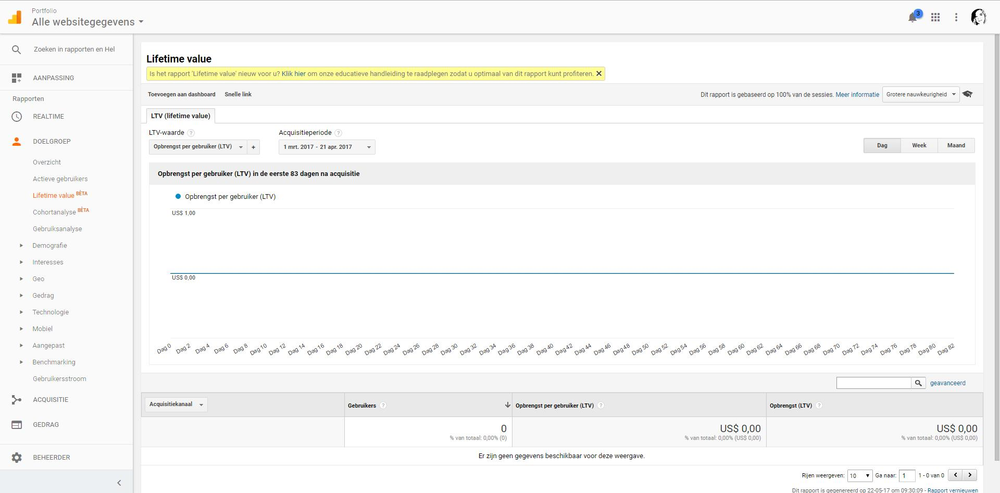 Portfolio
Alle websitegegevens
3
Zoeken in rapporten en Hel
AANPASSING
Rapporten
REALTIME
DOELGROEP
Overzicht
Actieve gebruikers
Lifetime value BÈTA
Cohortanalyse BÈTA
Gebruiksanalyse
Demografie
Interesses
Geo
Gedrag
Technologie
Mobiel
Aangepast
Benchmarking
Gebruikersstroom
ACQUISITIE
GEDRAG
BEHEERDER
Lifetime value
Is het rapport 'Lifetime value' nieuw voor u? Klik hier om onze educatieve handleiding te raadplegen zodat u optimaal van dit rapport kunt profiteren.
Toevoegen aan dashboard Snelle link
Dit rapport is gebaseerd op 100% van de sessies. Meer informatie Grotere nauwkeurigheid
LTV (lifetime value)
LTV-waarde ? Acquisitieperiode ?
Opbrengst per gebruiker (LTV) + 1 mrt. 2017 - 21 apr. 2017
Dag Week Maand
Opbrengst per gebruiker (LTV) in de eerste 83 dagen na acquisitie
Opbrengst per gebruiker (LTV)
US$ 1,00
US$ 0,00
Dag 0 Dag 2 Dag 4 Dag 6 Dag 8 Dag 10 Dag 12 Dag 14 Dag 16 Dag 18 Dag 20 Dag 22 Dag 24 Dag 26 Dag 28 Dag 30 Dag 32 Dag 34 Dag 36 Dag 38 Dag 40 Dag 42 Dag 44 Dag 46 Dag 48 Dag 50 Dag 52 Dag 54 Dag 56 Dag 58 Dag 60 Dag 62 Dag 64 Dag 66 Dag 68 Dag 70 Dag 72 Dag 74 Dag 76 Dag 78 Dag 80 Dag 82
geavanceerd
Acquisitiekanaal Gebruikers ? Opbrengst per gebruiker (LTV) ? Opbrengst (LTV) ?
0 US$ 0,00 US$ 0,00
% van totaal: 0,00% (0) % van totaal: 0,00% (US$ 0,00) % van totaal: 0,00% (US$ 0,00)
Er zijn geen gegevens beschikbaar voor deze weergave.
Rijen weergeven: 10 Ga naar: 1 1 - 0 van 0
Dit rapport is gegenereerd op 22-05-17 om 09:30:09 - Rapport vernieuwen